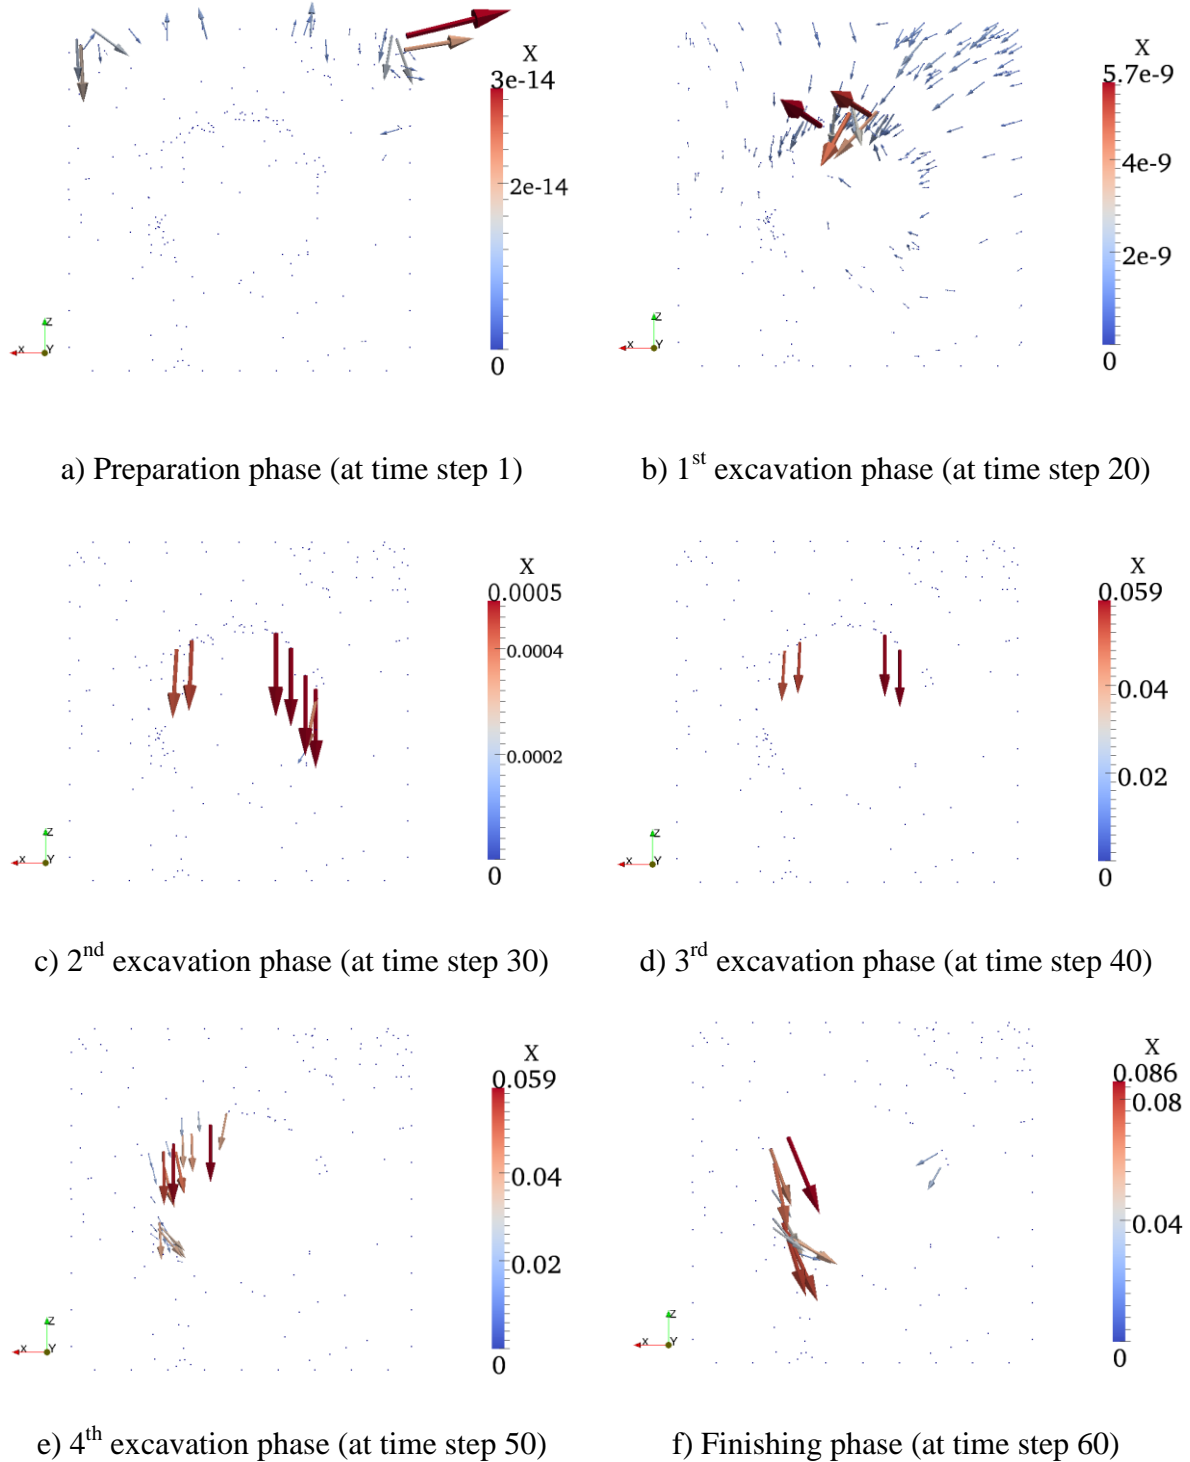 X
3e-14
2e-14
0
Z
X
Y
X
5.7e-9
4e-9
2e-9
0
Z
X
Y
a) Preparation phase (at time step 1)
b) 1st excavation phase (at time step 20)
X
0.0005
0.0004
0.0002
0
Z
X
Y
X
0.059
0.04
0.02
0
Z
X
Y
c) 2nd excavation phase (at time step 30)
d) 3rd excavation phase (at time step 40)
X
0.059
0.04
0.02
0
Z
X
Y
X
0.086
0.08
0.04
0
Z
X
Y
e) 4th excavation phase (at time step 50)
f) Finishing phase (at time step 60)